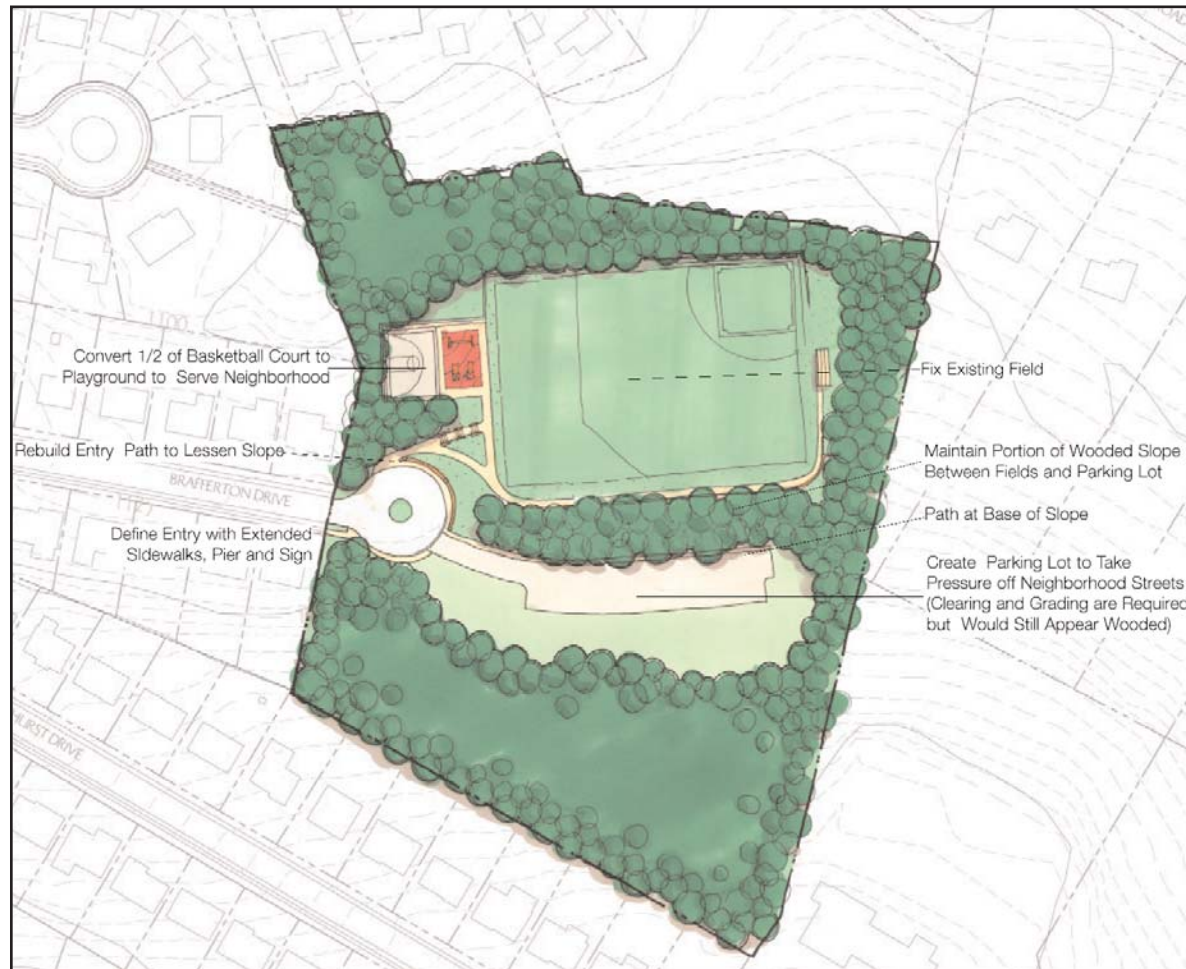 Convert 1/2 of Basketball Court to
Playground to Serve Neighborhood
Rebuild Entry Path to Lessen Slope
BRAFFERTON DRIVE
Define Entry with Extended
SIdewalks, Pier and Sign
HURST DRIVE
Fix Existing Field
Maintain Portion of Wooded Slope
Between Fields and Parking Lot
Path at Base of Slope
Create Parking Lot to Take
Pressure off Neighborhood Streets
(Clearing and Grading are Required
but Would Still Appear Wooded)